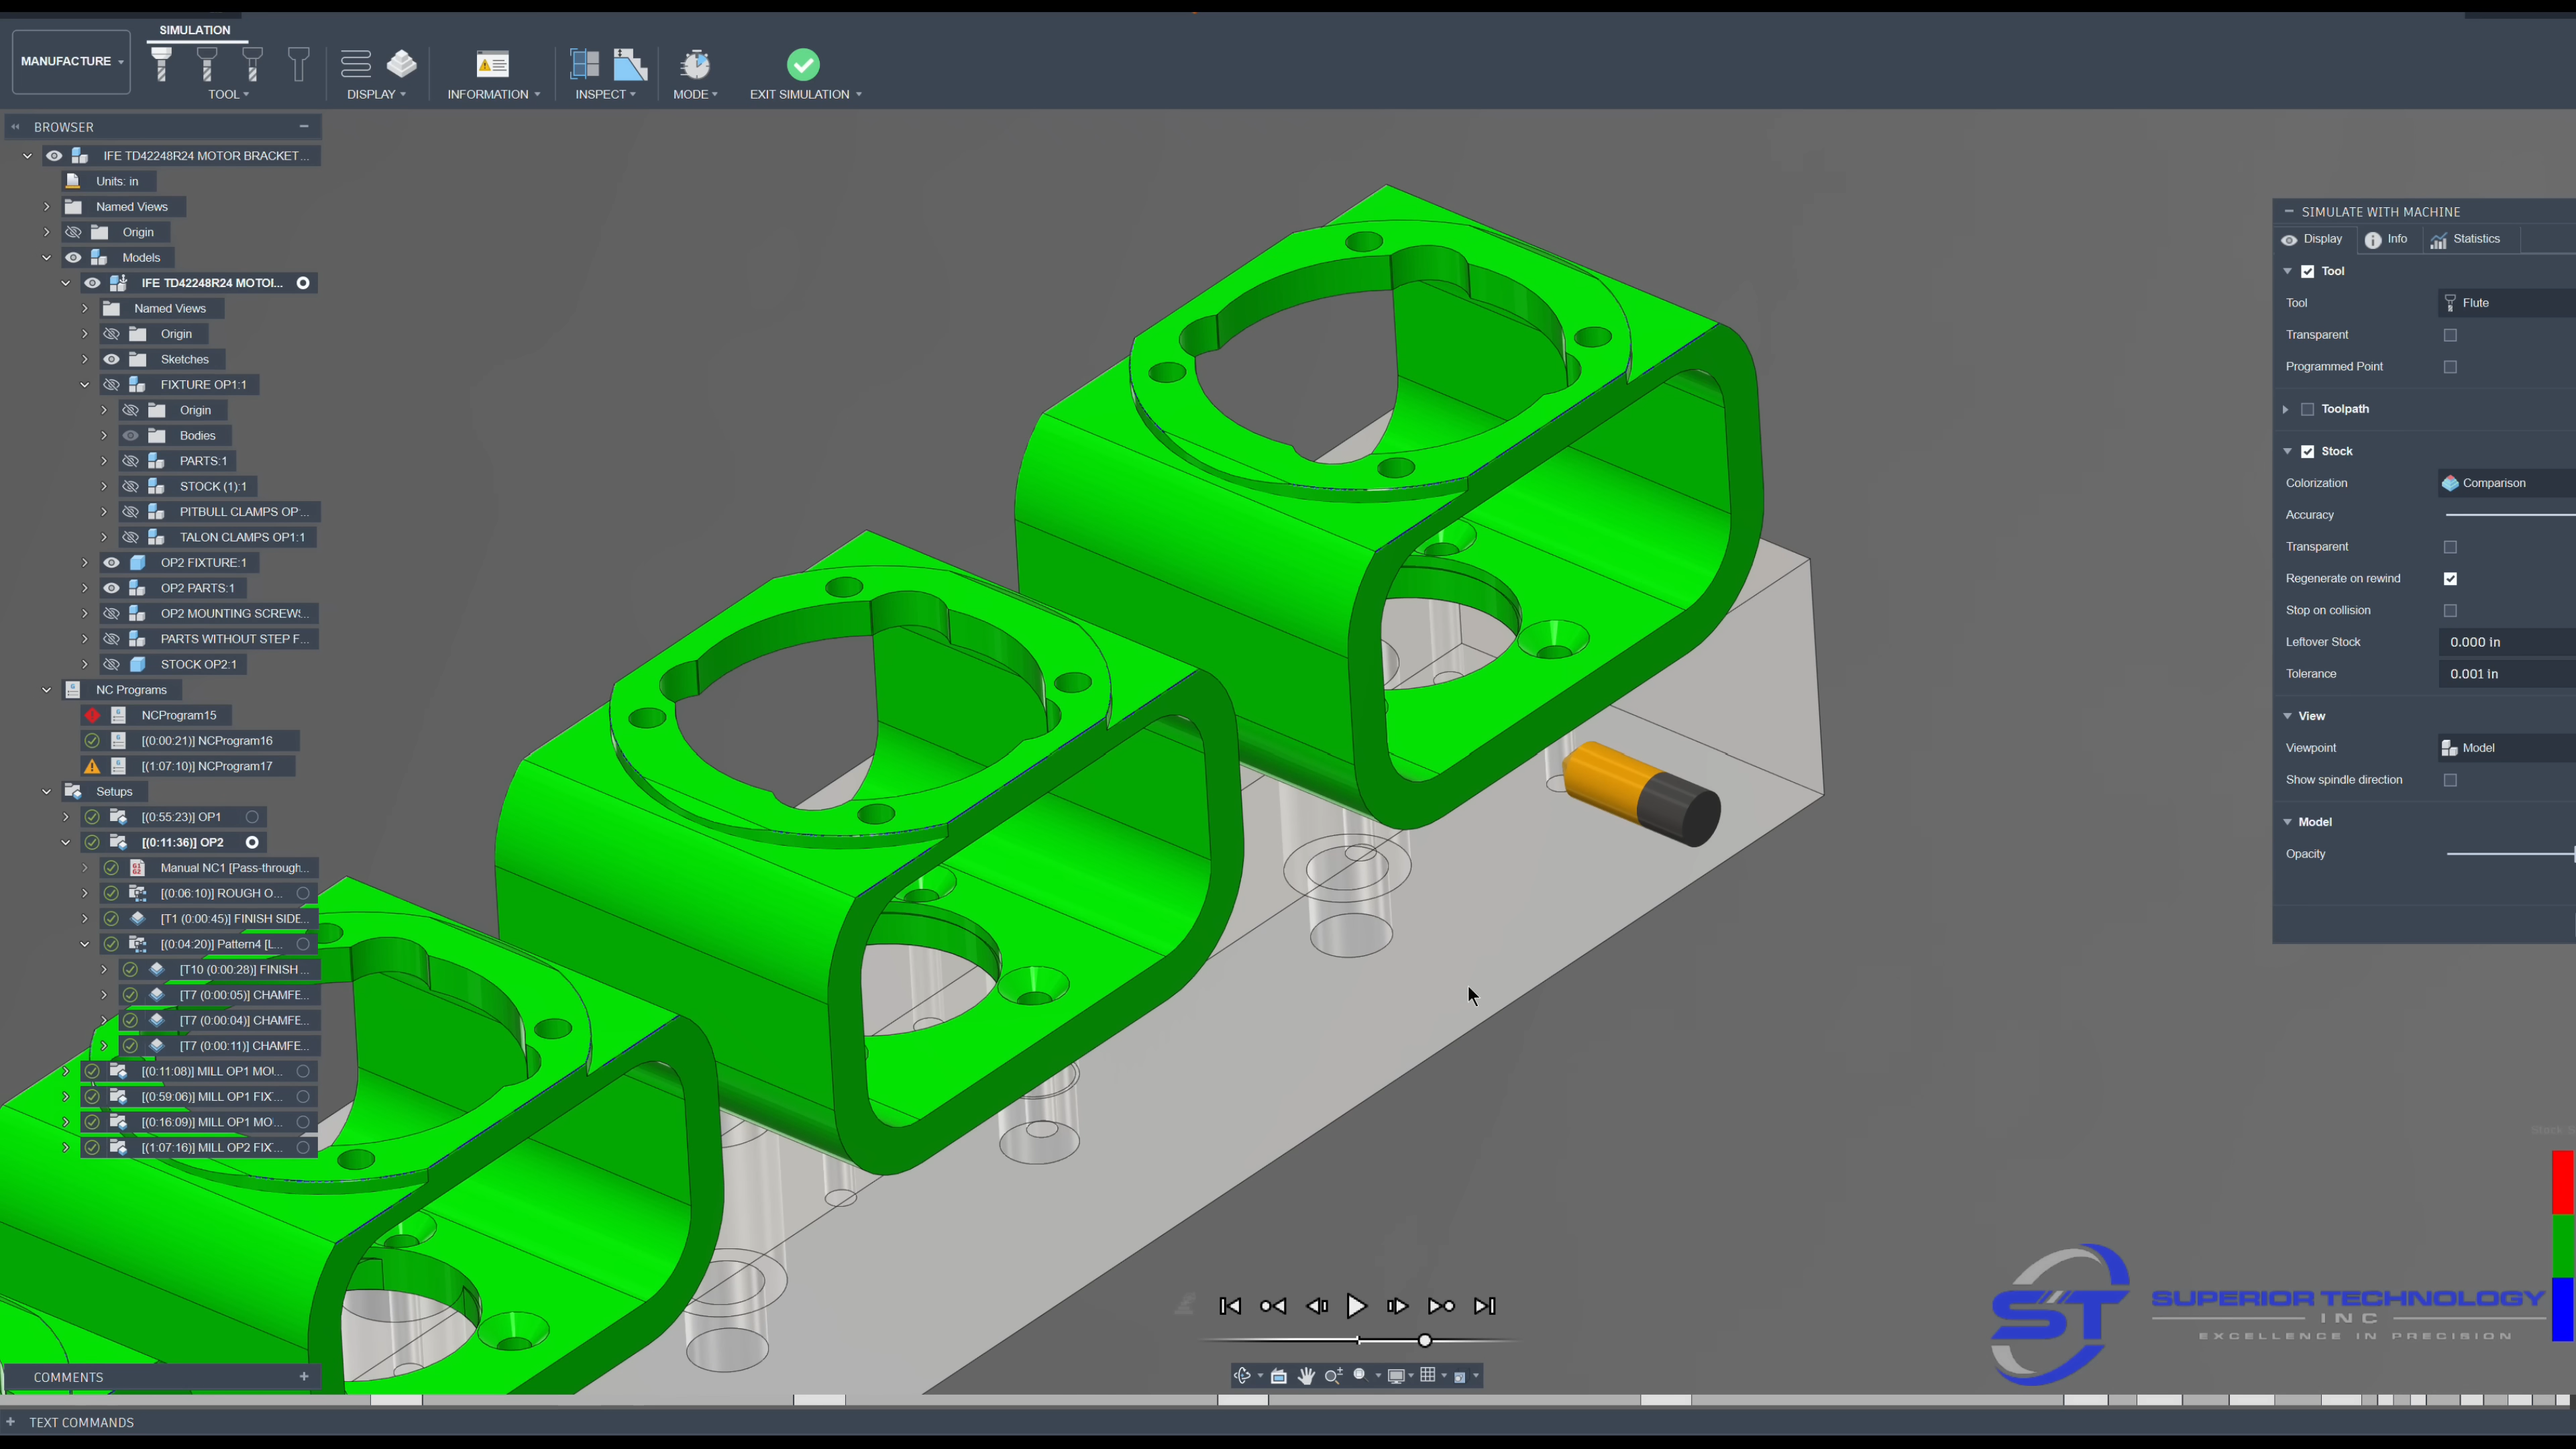 SIMULATION
MANUFACTURE
TOOL
DISPLAY
INFORMATION
INSPECT
MODE
EXIT SIMULATION
BROWSER
IFE TD42248R24 MOTOR BRACKET...
Units: in
Named Views
Origin
Models
IFE TD42248R24 MOTOI...
Named Views
Origin
Sketches
FIXTURE OP1:1
Origin
Bodies
PARTS:1
STOCK (1):1
PITBULL CLAMPS OP:...
TALON CLAMPS OP1:1
OP2 FIXTURE:1
OP2 PARTS:1
OP2 MOUNTING SCREWS...
PARTS WITHOUT STEP F...
STOCK OP2:1
NC Programs
NCProgram15
[(0:00:21)] NCProgram16
[(1:07:10)] NCProgram17
Setups
[(0:55:23)] OP1
[(0:11:36)] OP2
Manual NC1 [Pass-through...
[(0:06:10)] ROUGH O...
[T1 (0:00:45)] FINISH SIDE...
[(0:04:20)] Pattern4 [L...
[T10 (0:00:28)] FINISH ...
[T7 (0:00:05)] CHAMFE...
[T7 (0:00:04)] CHAMFE...
[T7 (0:00:11)] CHAMFE...
[(0:11:08)] MILL OP1 MOU...
[(0:59:06)] MILL OP1 FIX...
[(0:16:09)] MILL OP1 MO...
[(1:07:16)] MILL OP2 FIX...
COMMENTS
TEXT COMMANDS
SIMULATE WITH MACHINE
Display
Info
Statistics
Tool
Tool
Flute
Transparent
Programmed Point
Toolpath
Stock
Colorization
Comparison
Accuracy
Transparent
Regenerate on rewind
Stop on collision
Leftover Stock
0.000 in
Tolerance
0.001 in
View
Viewpoint
Model
Show spindle direction
Model
Opacity
ST
SUPERIOR TECHNOLOGY
INC
EXCELLENCE IN PRECISION